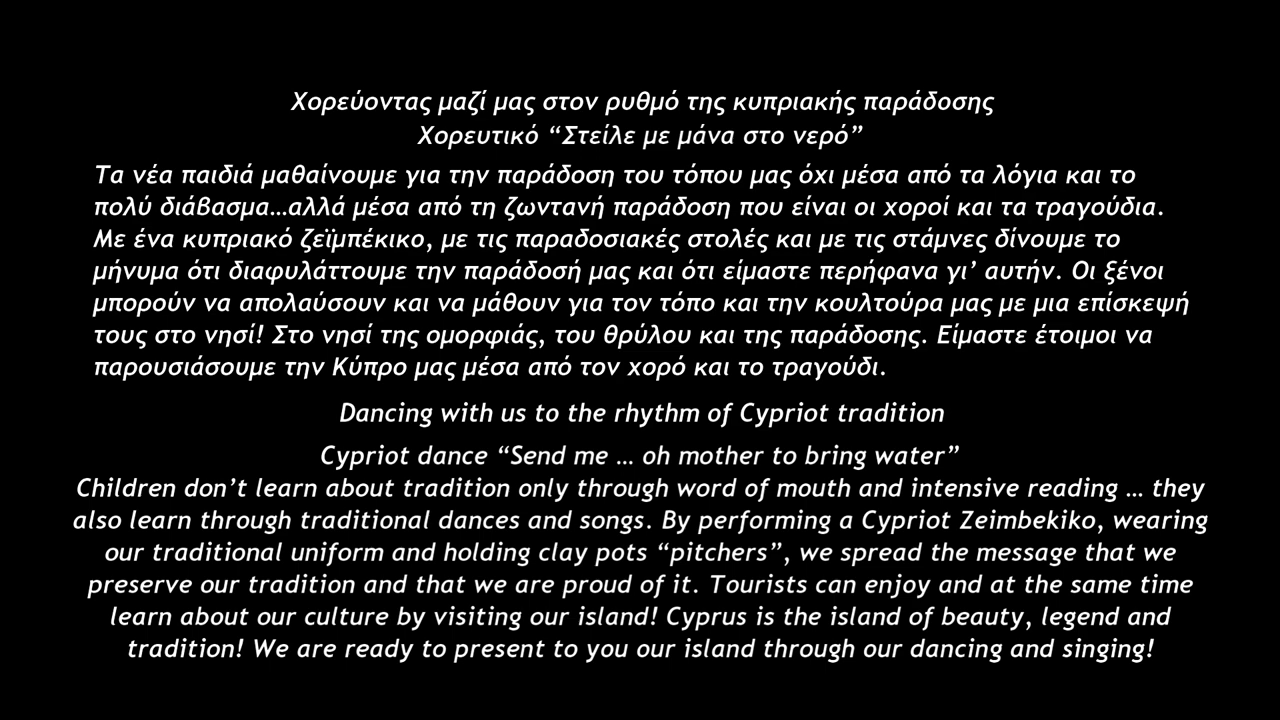 Χορεύοντας μαζί μας στον ρυθμό της κυπριακής παράδοσης
Χορευτικό “Στείλε με μάνα στο νερό”
Τα νέα παιδιά μαθαίνουμε για την παράδοση του τόπου μας όχι μέσα από τα λόγια και το
πολύ διάβασμα…αλλά μέσα από τη ζωντανή παράδοση που είναι οι χοροί και τα τραγούδια.
Με ένα κυπριακό ζεϊμπέκικο, με τις παραδοσιακές στολές και με τις στάμνες δίνουμε το
μήνυμα ότι διαφυλάττουμε την παράδοσή μας και ότι είμαστε περήφανα γι’ αυτήν. Οι ξένοι
μπορούν να απολαύσουν και να μάθουν για τον τόπο και την κουλτούρα μας με μια επίσκεψή
τους στο νησί! Στο νησί της ομορφιάς, του θρύλου και της παράδοσης. Είμαστε έτοιμοι να
παρουσιάσουμε την Κύπρο μας μέσα από τον χορό και το τραγούδι.
Dancing with us to the rhythm of Cypriot tradition
Cypriot dance “Send me … oh mother to bring water”
Children don’t learn about tradition only through word of mouth and intensive reading … they
also learn through traditional dances and songs. By performing a Cypriot Zeimbekiko, wearing
our traditional uniform and holding clay pots “pitchers”, we spread the message that we
preserve our tradition and that we are proud of it. Tourists can enjoy and at the same time
learn about our culture by visiting our island! Cyprus is the island of beauty, legend and
tradition! We are ready to present to you our island through our dancing and singing!